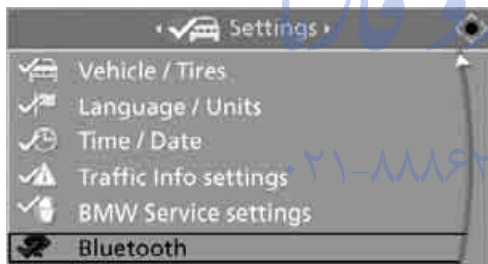 Settings
Vehicle / Tires
Language / Units
Time / Date
Traffic Info settings
BMW Service settings
Bluetooth